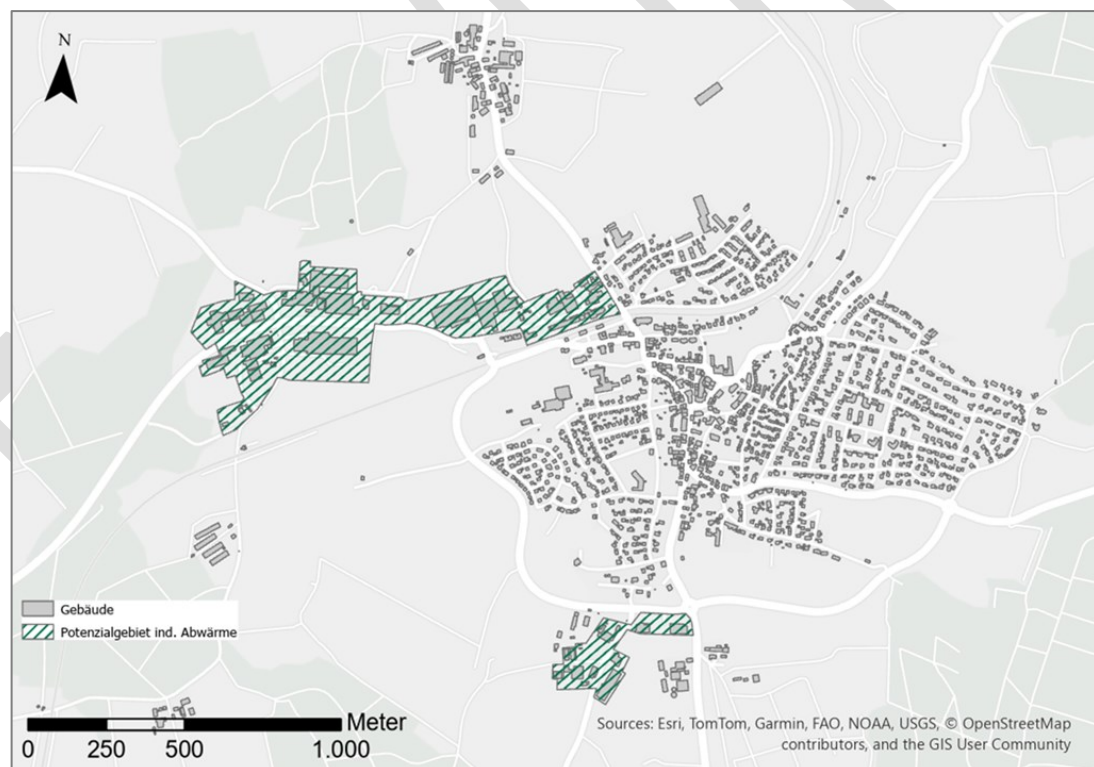 N
Gebäude
Potenzialgebiet ind. Abwärme
Meter
0 250 500 1.000
Sources: Esri, TomTom, Garmin, FAO, NOAA, USGS, © OpenStreetMap
contributors, and the GIS User Community